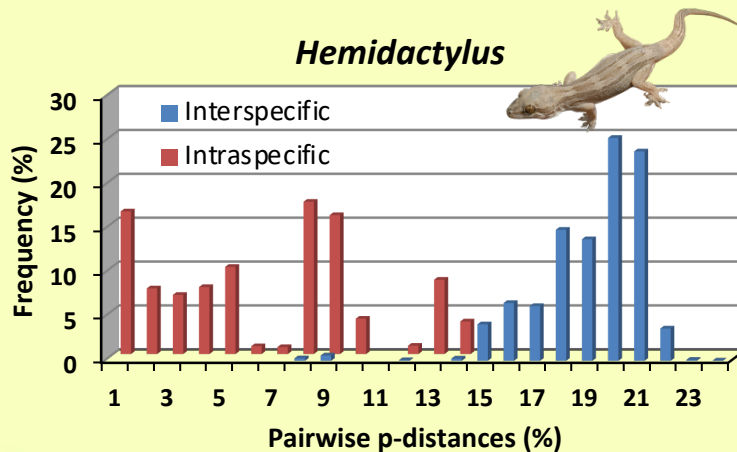 Hemidactylus
30
25
20
15
10
5
0
Frequency (%)
Interspecific
Intraspecific
1 3 5 7 9 11 13 15 17 19 21 23
Pairwise p-distances (%)